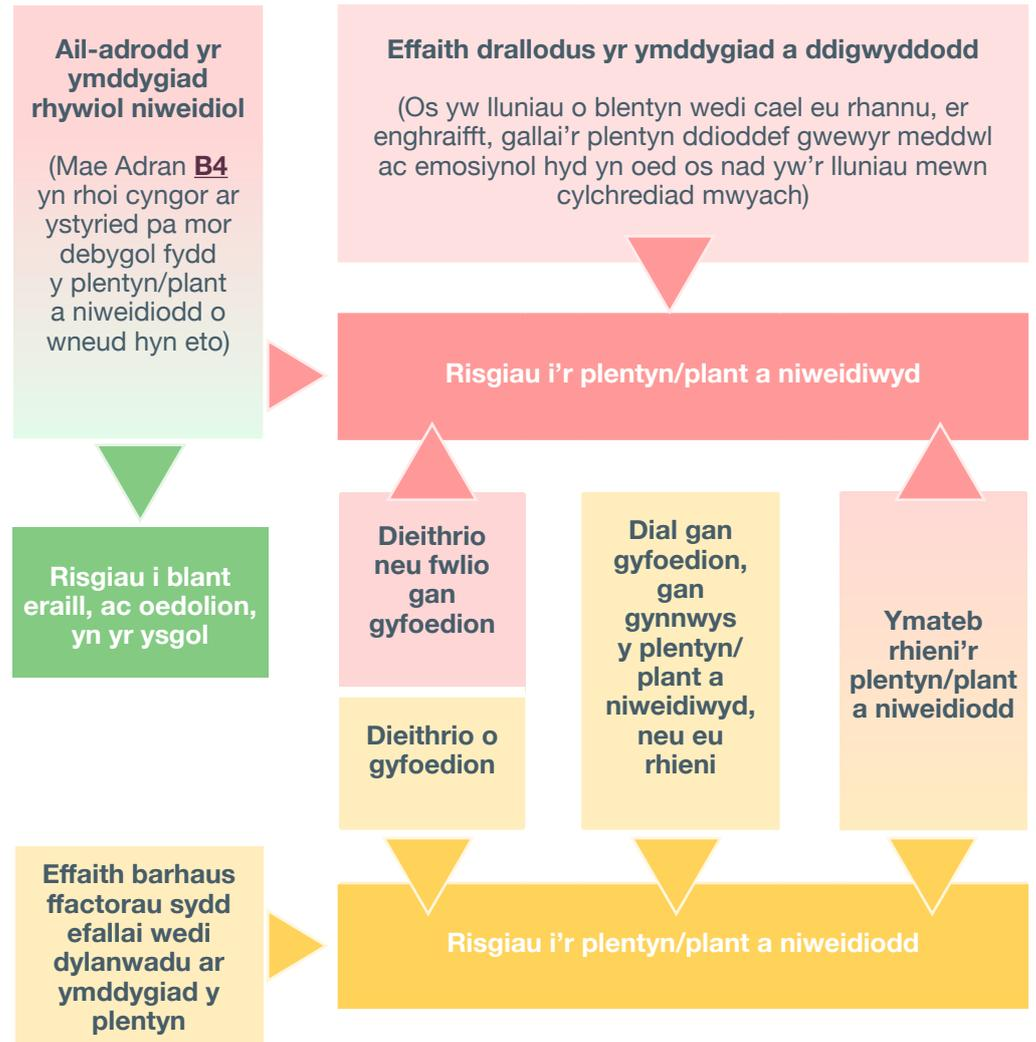 Ail-adrodd yr
ymddygiad
rhywiol niweidiol
(Mae Adran B4
yn rhoi cyngor ar
ystyried pa mor
debygol fydd
y plentyn/plant
a niweidiodd o
wneud hyn eto)
Effaith drallodus yr ymddygiad a ddigwyddodd
(Os yw lluniau o blentyn wedi cael eu rhannu, er
enghraifft, gallai’r plentyn ddioddef gwewyr meddwl
ac emosiynol hyd yn oed os nad yw’r lluniau mewn
cylchrediad mwyach)
Risgiau i’r plentyn/plant a niweidiwyd
Risgiau i blant
eraill, ac oedolion,
yn yr ysgol
Dieithrio
neu fwlio
gan
gyfoedion
Dieithrio o
gyfoedion
Dial gan
gyfoedion,
gan
gynnwys
y plentyn/
plant a
niweidiwyd,
neu eu
rhieni
Ymateb
rhieni’r
plentyn/plant
a niweidiodd
Effaith barhaus
ffactorau sydd
efallai wedi
dylanwadu ar
ymddygiad y
plentyn
Risgiau i’r plentyn/plant a niweidiodd